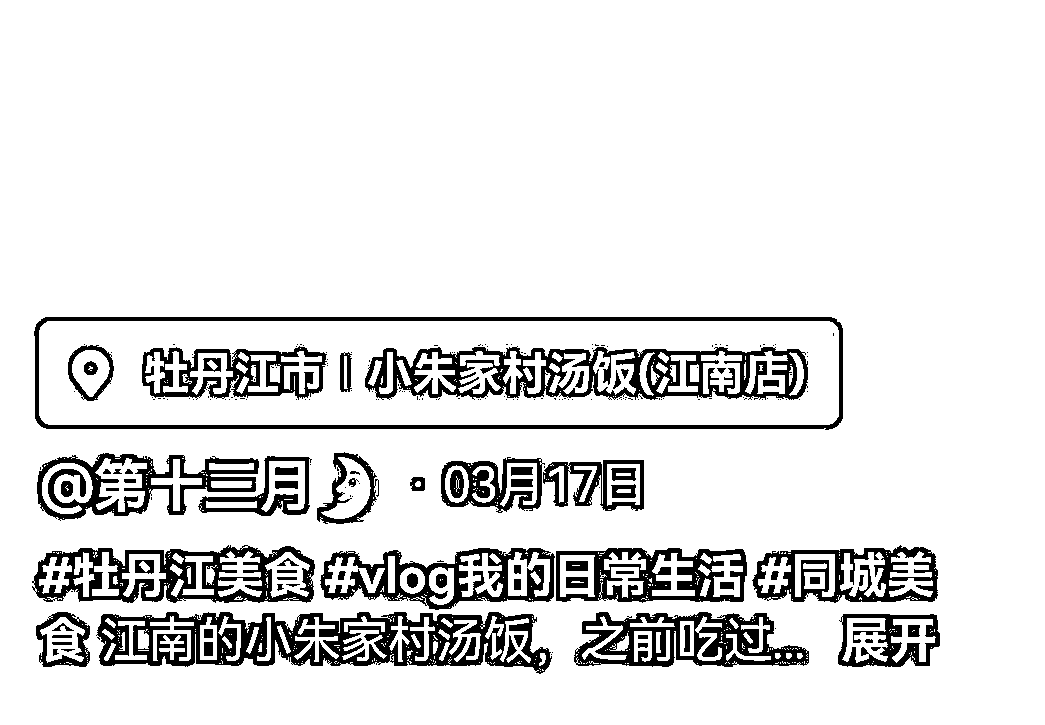 牡丹江市 | 小朱家村汤饭(江南店)
@第十三月🌛 · 03月17日
#牡丹江美食 #vlog我的日常生活 #同城美
食 江南的小朱家村汤饭，之前吃过... 展开